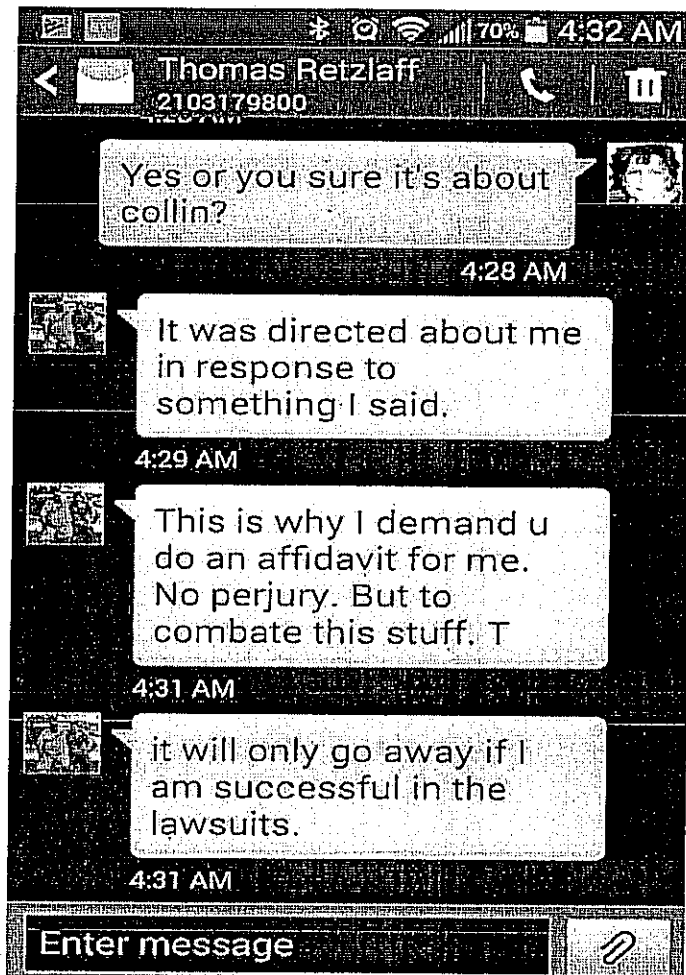 70% 4:32 AM
Thomas Retzlaff
2103179800
Yes or you sure it's about
collin?
4:28 AM
It was directed about me
in response to
something I said.
4:29 AM
This is why I demand u
do an affidavit for me.
No perjury. But to
combate this stuff. T
4:31 AM
it will only go away if I
am successful in the
lawsuits.
4:31 AM
Enter message